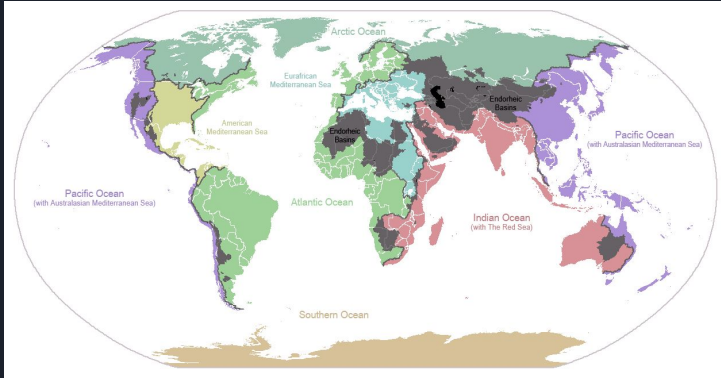 Arctic Ocean
Eurafrican
Mediterranean Sea
American
Mediterranean Sea
Endorheic
Basins
Endorheic
Basins
Pacific Ocean
(with Australasian Mediterranean Sea)
Pacific Ocean
(with Australasian Mediterranean Sea)
Atlantic Ocean
Indian Ocean
(with The Red Sea)
Southern Ocean